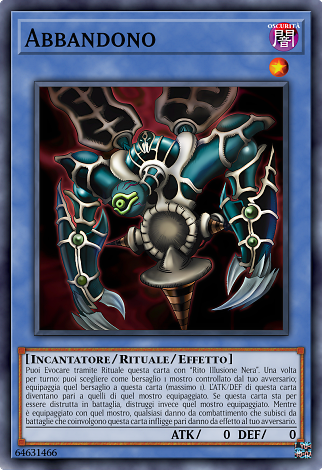 Abbandono
OSCURITÀ
闇
[Incantatore/Rituale/Effetto]
Puoi Evocare tramite Rituale questa carta con "Rito Illusione Nera". Una volta
per turno: puoi scegliere come bersaglio 1 mostro controllato dal tuo avversario;
equipaggia quel bersaglio a questa carta (massimo 1). L'ATK/DEF di questa carta
diventano pari a quelli di quel mostro equipaggiato. Se questa carta sta per
essere distrutta in battaglia, distruggi invece quel mostro equipaggiato. Mentre
è equipaggiato con quel mostro, qualsiasi danno da combattimento che subisci da
battaglie che coinvolgono questa carta infligge pari danno da effetto al tuo avversario.
ATK/ 0 DEF/ 0
64631466